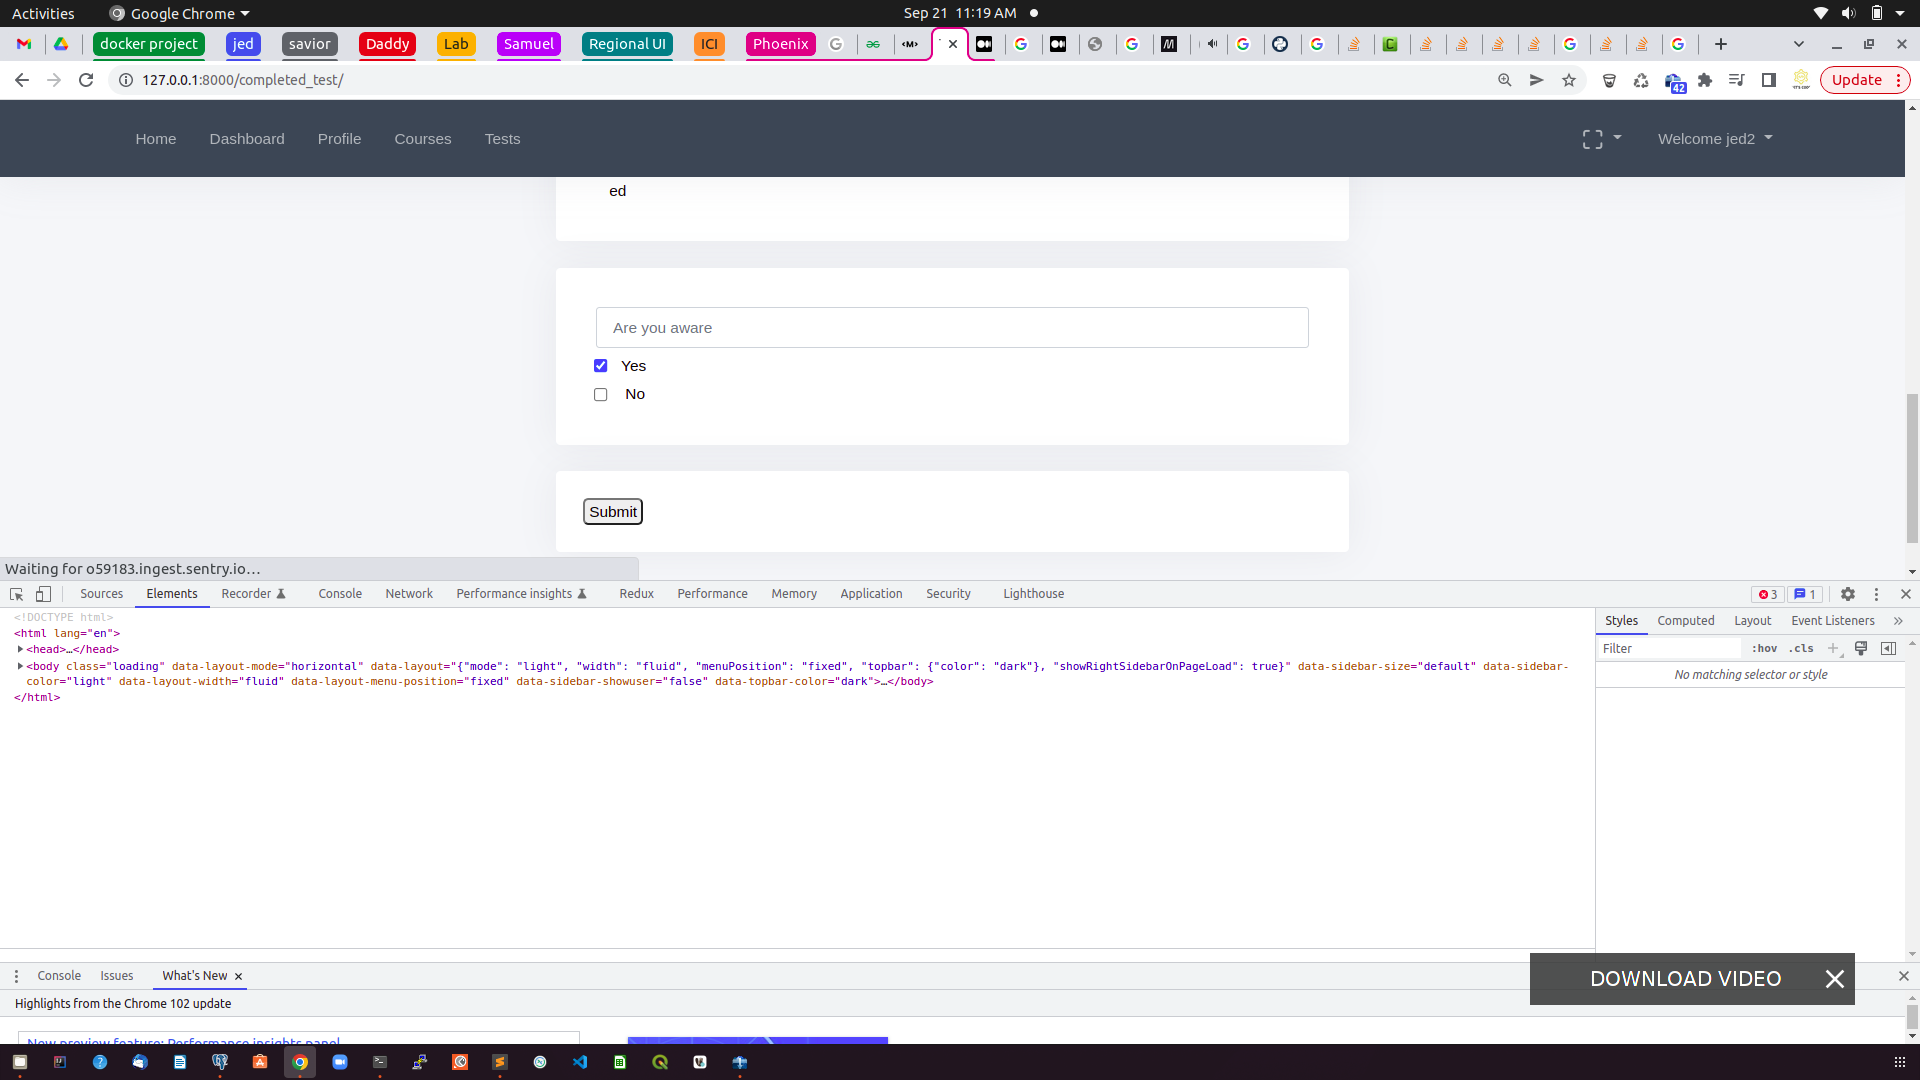 Activities
Google Chrome
Sep 21 11:19 AM
docker project
jed
savior
Daddy
Lab
Samuel
Regional UI
ICI
Phoenix
127.0.0.1:8000/completed_test/
42
Update
Home
Dashboard
Profile
Courses
Tests
Welcome jed2
ed
Are you aware
Yes
No
Submit
Waiting for o59183.ingest.sentry.io…
Sources
Elements
Recorder
Console
Network
Performance insights
Redux
Performance
Memory
Application
Security
Lighthouse
3
1
<!DOCTYPE html>
<html lang="en">
<head>…</head>
<body class="loading" data-layout-mode="horizontal" data-layout="{"mode": "light", "width": "fluid", "menuPosition": "fixed", "topbar": {"color": "dark"}, "showRightSidebarOnPageLoad": true}" data-sidebar-size="default" data-sidebar-
color="light" data-layout-width="fluid" data-layout-menu-position="fixed" data-sidebar-showuser="false" data-topbar-color="dark">…</body>
</html>
Styles
Computed
Layout
Event Listeners
Filter
:hov
.cls
No matching selector or style
Console
Issues
What's New
DOWNLOAD VIDEO
Highlights from the Chrome 102 update
New preview feature: Performance insights panel